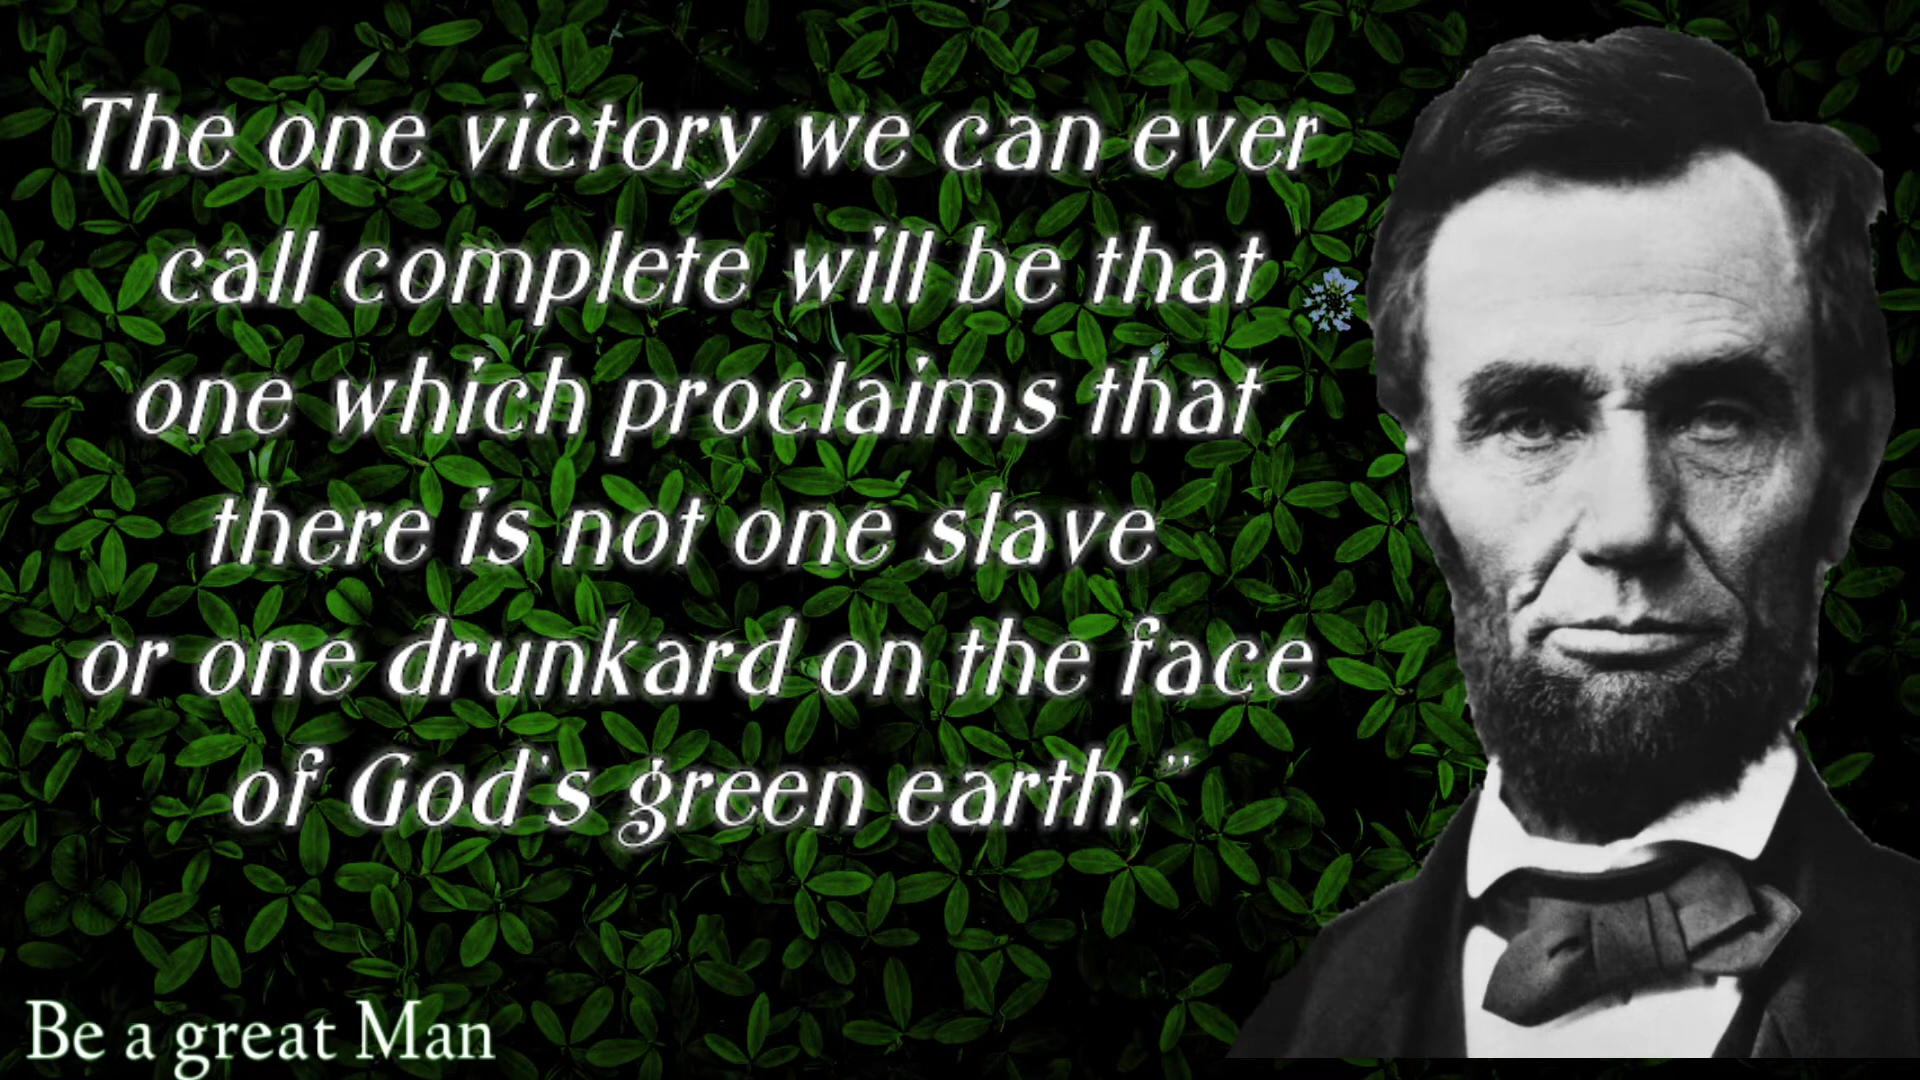 The one victory we can ever
call complete will be that
one which proclaims that
there is not one slave
or one drunkard on the face
of God's green earth."
Be a great Man